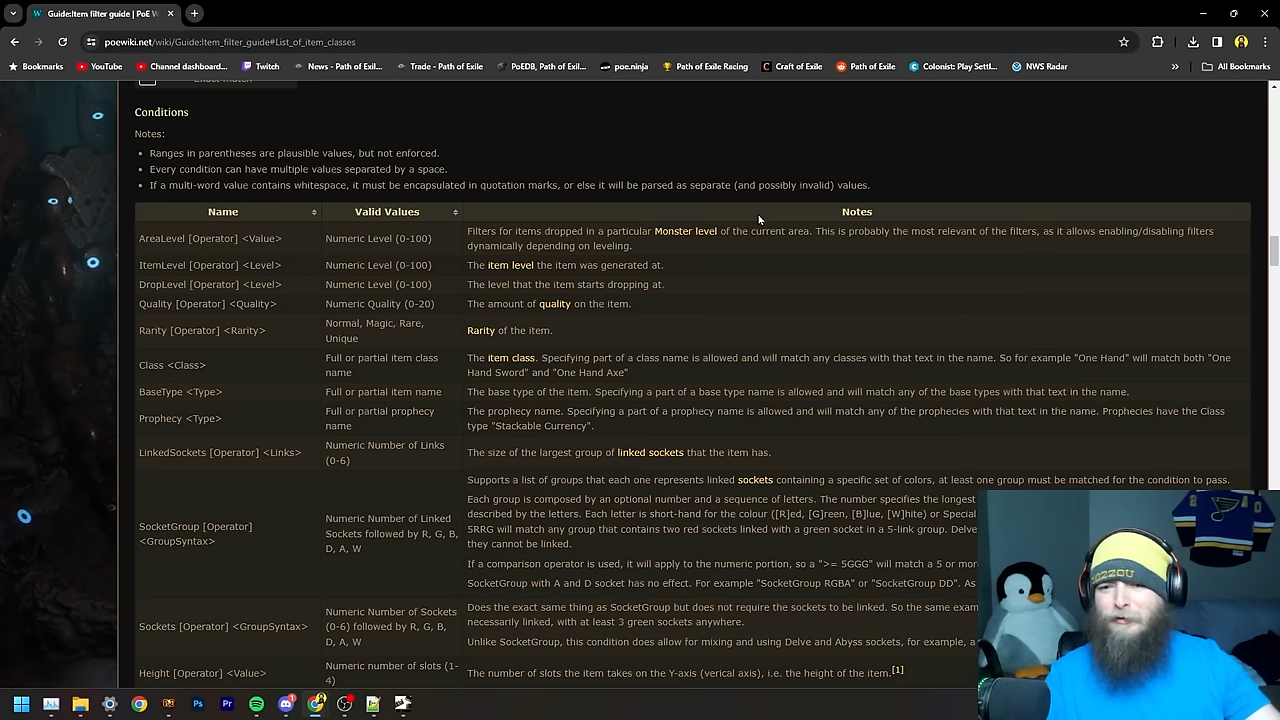 Guide:Item filter guide | PoE W
poewiki.net/wiki/Guide:Item_filter_guide#List_of_item_classes
Bookmarks YouTube Channel dashboard... Twitch News - Path of Exil... Trade - Path of Exile PoEDB, Path of Exil... poe.ninja Path of Exile Racing Craft of Exile Path of Exile Colonist: Play Settl... NWS Radar » All Bookmarks
Conditions
Notes:
Ranges in parentheses are plausible values, but not enforced.
Every condition can have multiple values separated by a space.
If a multi-word value contains whitespace, it must be encapsulated in quotation marks, or else it will be parsed as separate (and possibly invalid) values.
Name Valid Values Notes
AreaLevel [Operator] <Value> Numeric Level (0-100) Filters for items dropped in a particular Monster level of the current area. This is probably the most relevant of the filters, as it allows enabling/disabling filters
dynamically depending on leveling.
ItemLevel [Operator] <Level> Numeric Level (0-100) The item level the item was generated at.
DropLevel [Operator] <Level> Numeric Level (0-100) The level that the item starts dropping at.
Quality [Operator] <Quality> Numeric Quality (0-20) The amount of quality on the item.
Rarity [Operator] <Rarity> Normal, Magic, Rare,
Unique Rarity of the item.
Class <Class> Full or partial item class
name The item class. Specifying part of a class name is allowed and will match any classes with that text in the name. So for example "One Hand" will match both "One
Hand Sword" and "One Hand Axe"
BaseType <Type> Full or partial item name The base type of the item. Specifying a part of a base type name is allowed and will match any of the base types with that text in the name.
Prophecy <Type> Full or partial prophecy
name The prophecy name. Specifying a part of a prophecy name is allowed and will match any of the prophecies with that text in the name. Prophecies have the Class
type "Stackable Currency".
LinkedSockets [Operator] <Links> Numeric Number of Links
(0-6) The size of the largest group of linked sockets that the item has.
SocketGroup [Operator]
<GroupSyntax> Numeric Number of Linked
Sockets followed by R, G, B,
D, A, W
Supports a list of groups that each one represents linked sockets containing a specific set of colors, at least one group must be matched for the condition to pass.
Each group is composed by an optional number and a sequence of letters. The number specifies the longest
described by the letters. Each letter is short-hand for the colour ([R]ed, [G]reen, [B]lue, [W]hite) or Special
5RRG will match any group that contains two red sockets linked with a green socket in a 5-link group. Delve
they cannot be linked.
If a comparison operator is used, it will apply to the numeric portion, so a ">= 5GGG" will match a 5 or more
SocketGroup with A and D socket has no effect. For example "SocketGroup RGBA" or "SocketGroup DD". As
Sockets [Operator] <GroupSyntax> Numeric Number of Sockets
(0-6) followed by R, G, B,
D, A, W
Does the exact same thing as SocketGroup but does not require the sockets to be linked. So the same exam
necessarily linked, with at least 3 green sockets anywhere.
Unlike SocketGroup, this condition does allow for mixing and using Delve and Abyss sockets, for example, a
Height [Operator] <Value> Numeric number of slots (1-
4) The number of slots the item takes on the Y-axis (verical axis), i.e. the height of the item.[1]